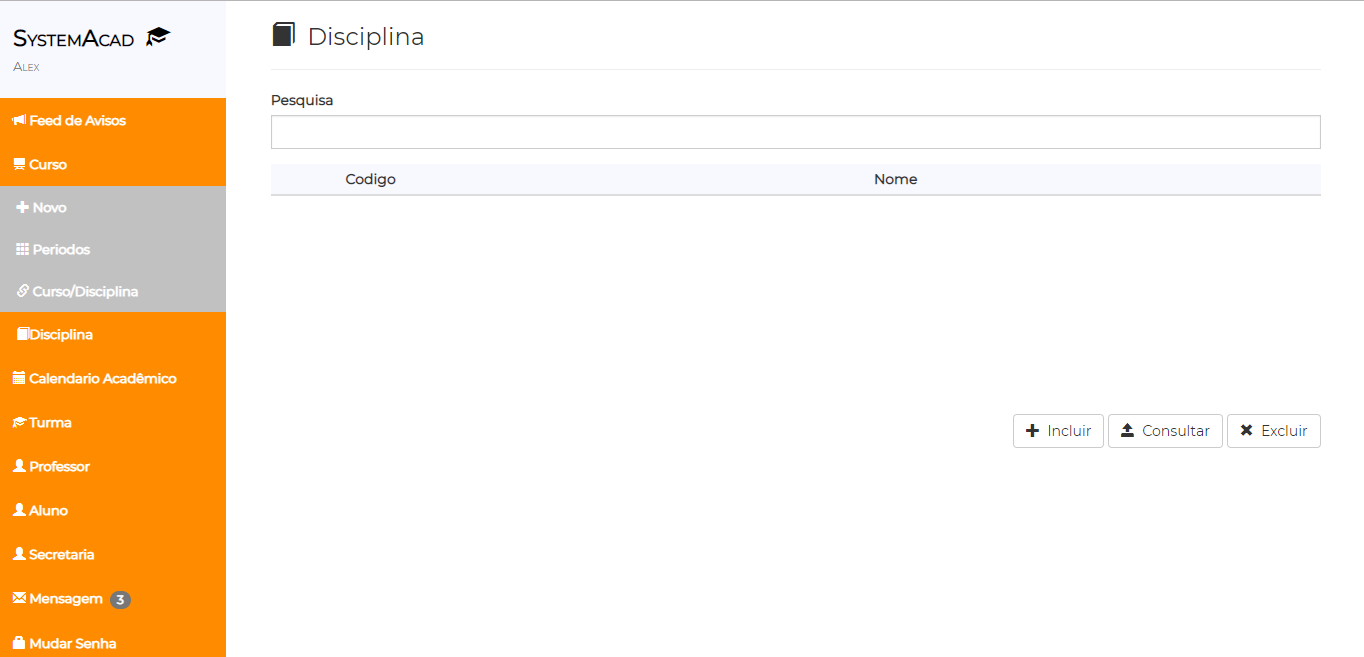 SystemAcad
Alex
Feed de Avisos
Curso
Novo
Periodos
Curso/Disciplina
Disciplina
Calendario Acadêmico
Turma
Professor
Aluno
Secretaria
Mensagem 3
Mudar Senha
Disciplina
Pesquisa
Codigo Nome
Incluir Consultar Excluir